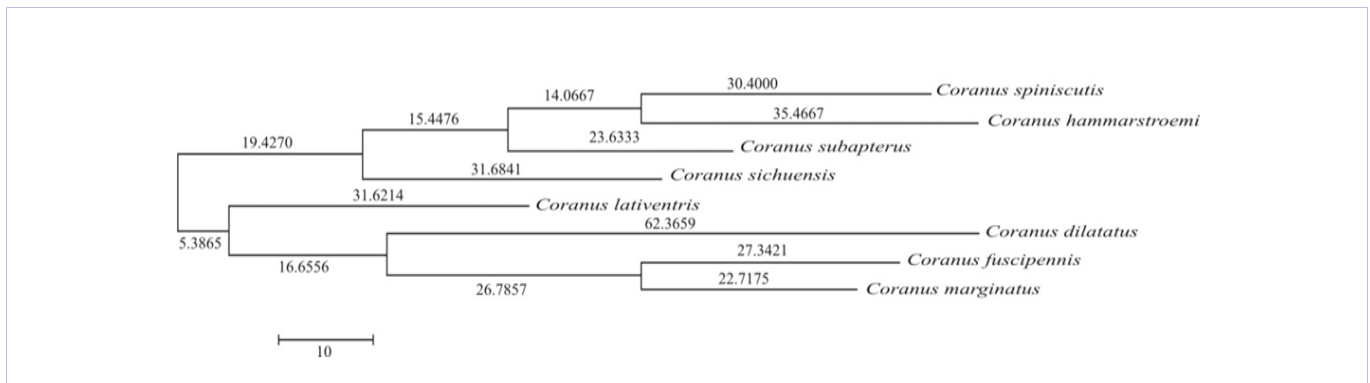 30.4000
Coranus spiniscutis
14.0667
35.4667
Coranus hammarstroemi
15.4476
23.6333
Coranus subapterus
19.4270
31.6841
Coranus sichuensis
31.6214
Coranus lativentris
62.3659
Coranus dilatatus
5.3865
27.3421
Coranus fuscipennis
16.6556
22.7175
Coranus marginatus
26.7857
10